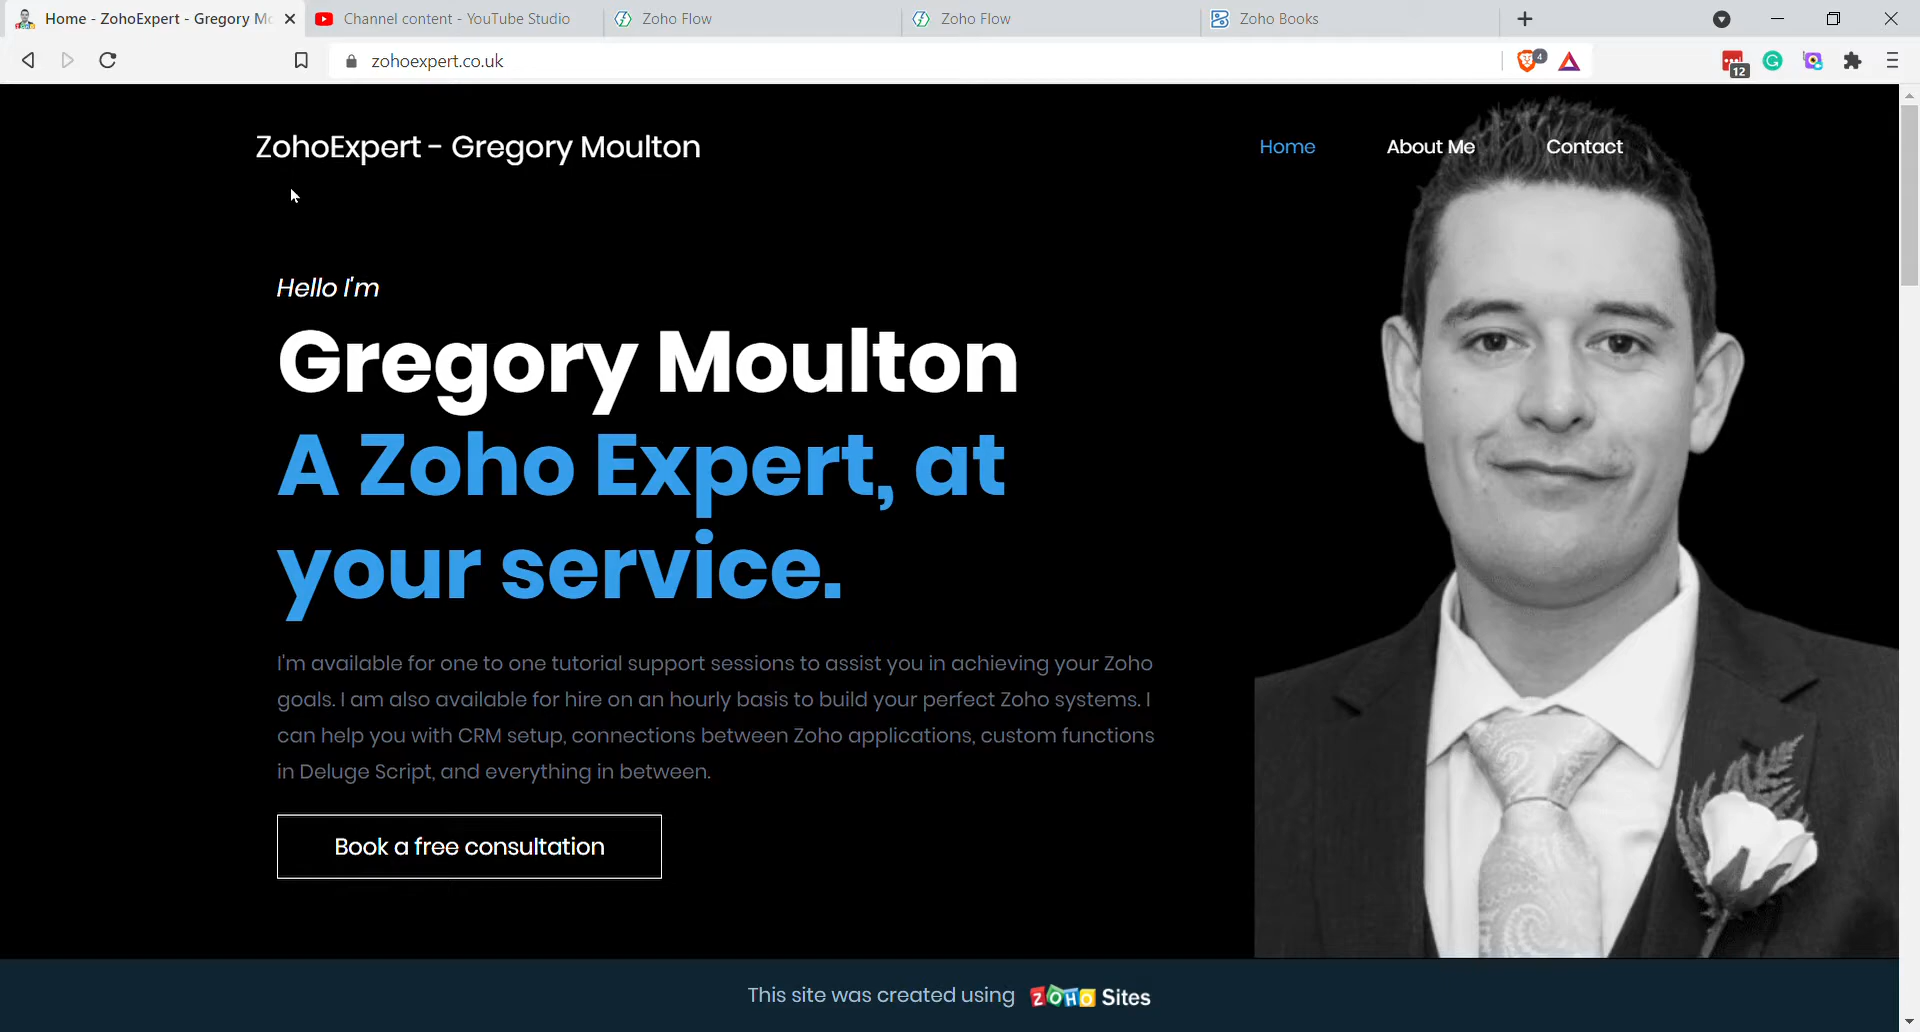 Home - ZohoExpert - Gregory Mo
Channel content - YouTube Studio
Zoho Flow
Zoho Flow
Zoho Books
zohoexpert.co.uk
4
12
ZohoExpert - Gregory Moulton
Home
About Me
Contact
Hello I'm
Gregory Moulton
A Zoho Expert, at
your service.
I'm available for one to one tutorial support sessions to assist you in achieving your Zoho
goals. I am also available for hire on an hourly basis to build your perfect Zoho systems. I
can help you with CRM setup, connections between Zoho applications, custom functions
in Deluge Script, and everything in between.
Book a free consultation
This site was created using ZOHO Sites